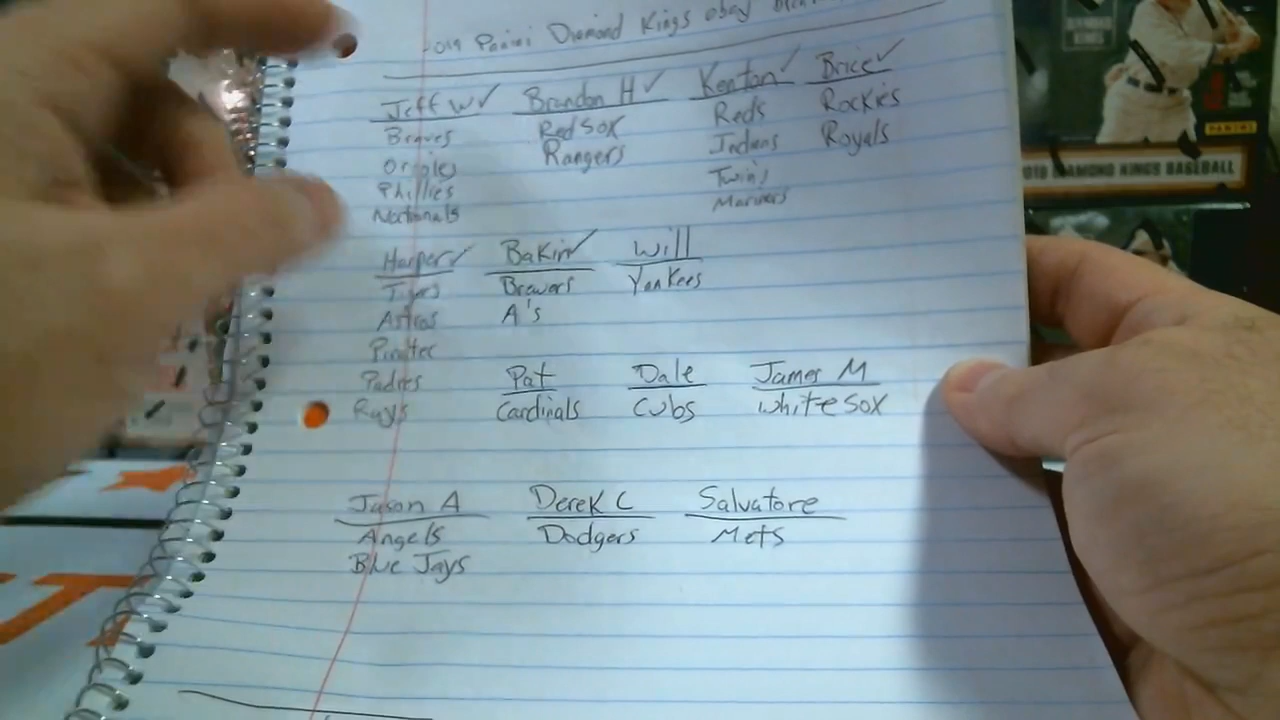 2019 Panini Diamond Kings ebay
Jeff W✓ Brandon H✓ Kenton✓ Brice✓
Braves Red Sox Reds Rockies
Orioles Rangers Indians Royals
Phillies Twins
Nationals Mariners
Harper✓ Bakin✓ Will
Tigers Brewers Yankees
Astros A's
Pirates
Padres Pat Dale James M
Rays Cardinals Cubs White Sox
Jason A Derek C Salvatore
Angels Dodgers Mets
Blue Jays
PANINI
DIAMOND KINGS BASEBALL